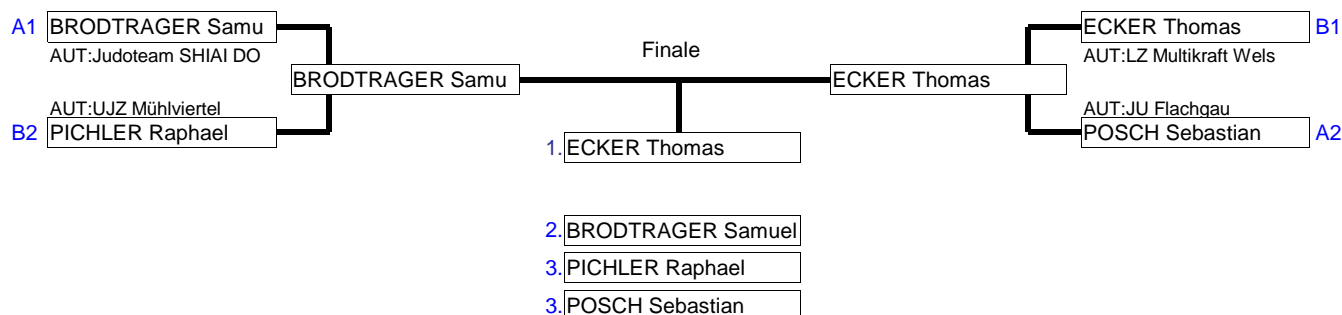 A1 BRODTRAGER Samu ECKER Thomas B1
AUT:Judoteam SHIAI DO Finale AUT:LZ Multikraft Wels
BRODTRAGER Samu ECKER Thomas
AUT:UJZ Mühlviertel AUT:JU Flachgau
B2 PICHLER Raphael POSCH Sebastian A2
1. ECKER Thomas
2. BRODTRAGER Samuel
3. PICHLER Raphael
3. POSCH Sebastian